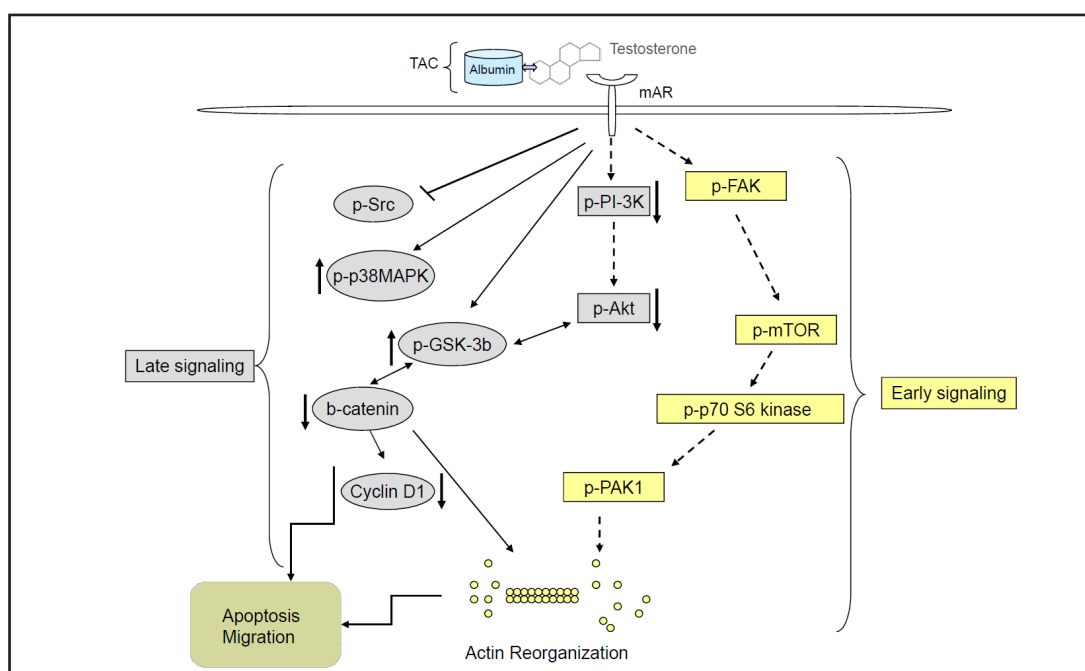 Testosterone
TAC
Albumin
mAR
p-FAK
p-Src
p-PI-3K
p-p38MAPK
p-Akt
p-mTOR
p-GSK-3b
Late signaling
Early signaling
b-catenin
p-p70 S6 kinase
Cyclin D1
p-PAK1
Apoptosis
Migration
Actin Reorganization